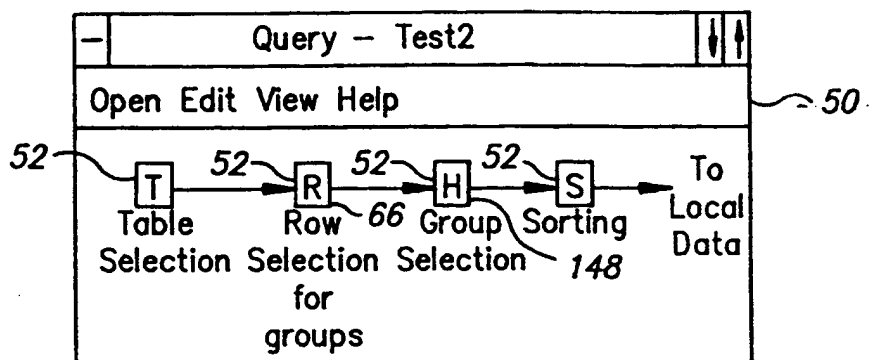 Query - Test2
Open Edit View Help
50
52 52 52 52
T R H S
To
Local
Data
66 148
Table
Selection
Row
Selection
for
groups
Group
Selection
Sorting